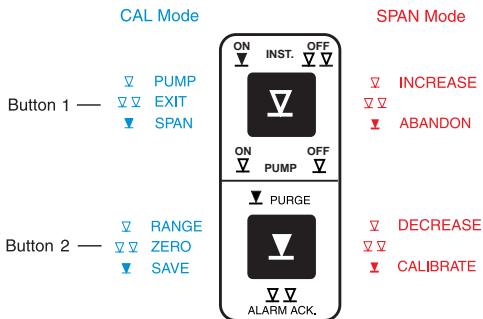 CAL Mode
SPAN Mode
ON
INST.
OFF
PUMP
EXIT
SPAN
Button 1
INCREASE
ABANDON
ON
PUMP
OFF
PURGE
RANGE
ZERO
SAVE
Button 2
DECREASE
CALIBRATE
ALARM ACK.